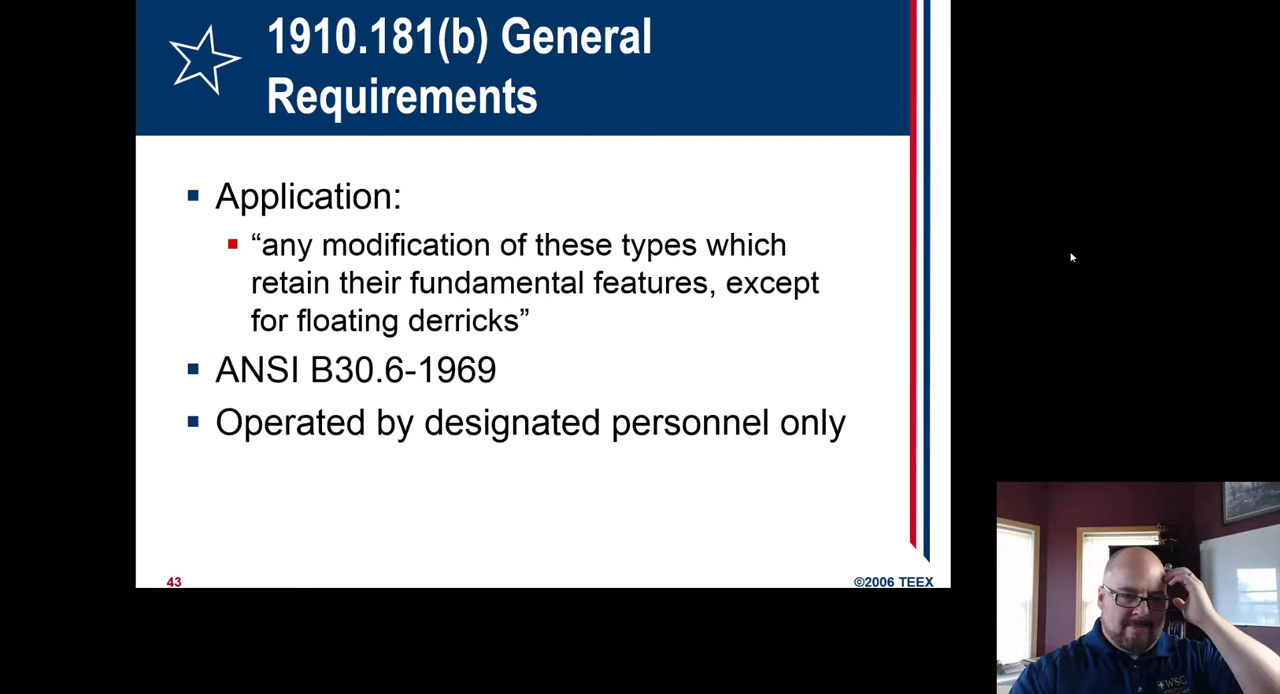 1910.181(b) General
Requirements
Application:
“any modification of these types which
retain their fundamental features, except
for floating derricks”
ANSI B30.6-1969
Operated by designated personnel only
43
©2006 TEEX
WSC